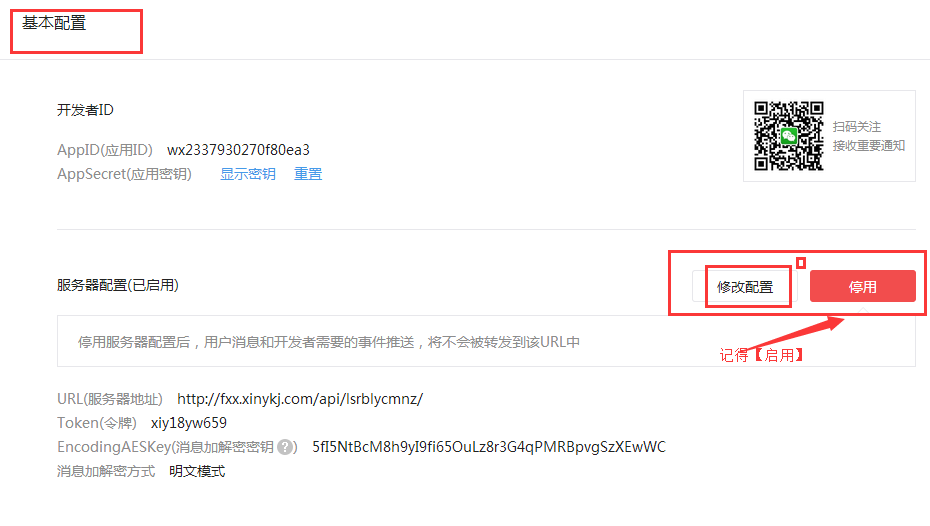 基本配置
开发者ID
AppID(应用ID) wx2337930270f80ea3
AppSecret(应用密钥) 显示密钥 重置
扫码关注
接收重要通知
服务器配置(已启用)
修改配置 停用
停用服务器配置后，用户消息和开发者需要的事件推送，将不会被转发到该URL中
记得【启用】
URL(服务器地址) http://fxx.xinykj.com/api/lsrblycmnz/
Token(令牌) xiy18yw659
EncodingAESKey(消息加解密密钥 ?) 5fI5NtBcM8h9yI9fi65OuLz8r3G4qPMRBpvgSzXEwWC
消息加解密方式 明文模式